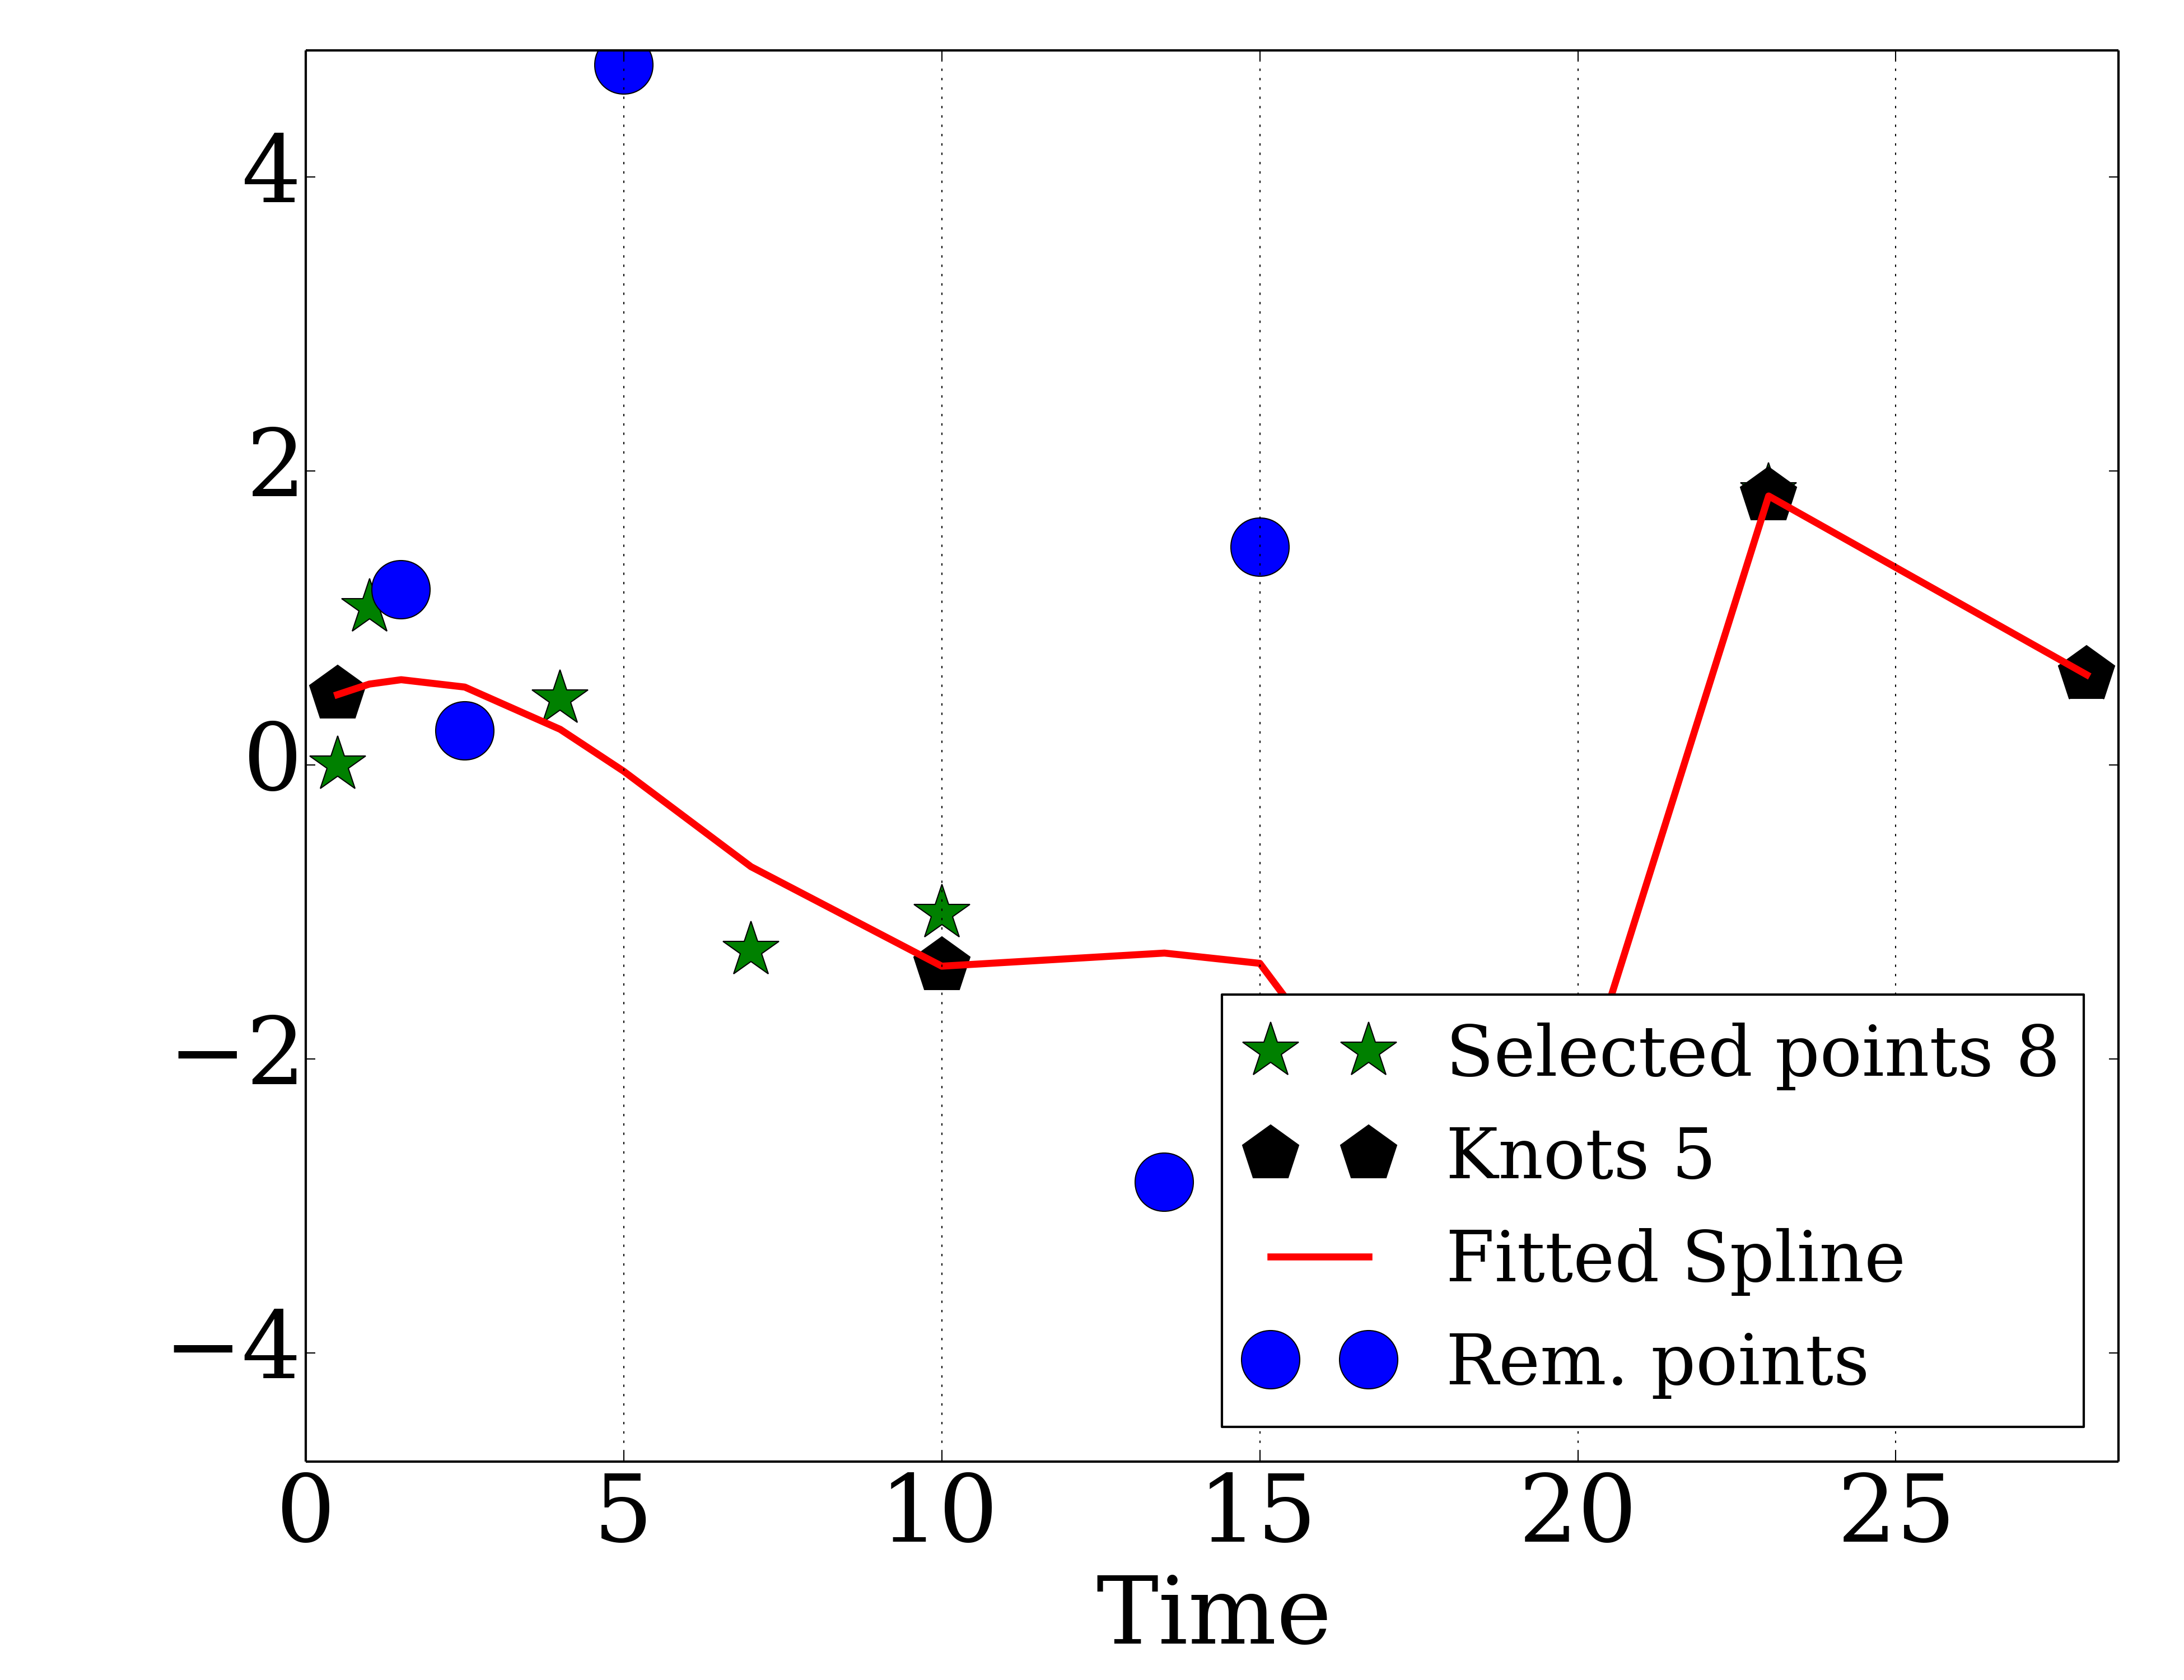 4
2
0
−2
−4
0 5 10 15 20 25
Time
Selected points 8
Knots 5
Fitted Spline
Rem. points